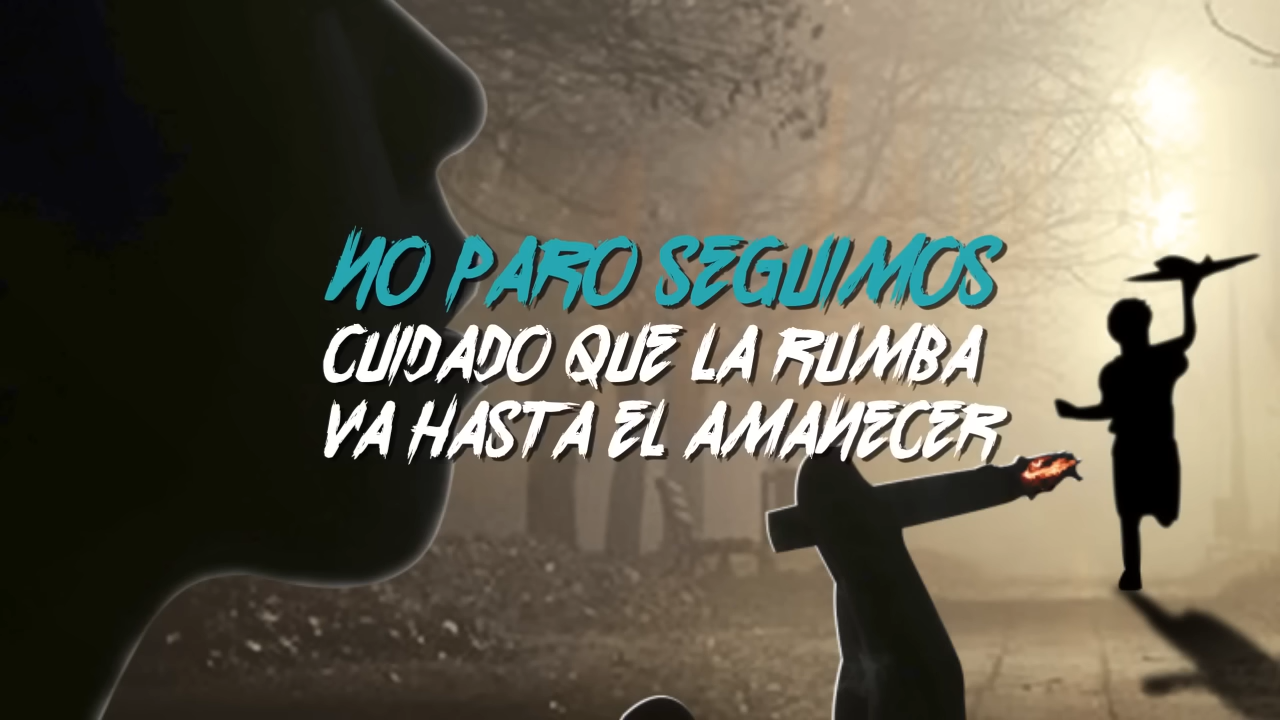 NO PARO SEGUIMOS
CUIDADO QUE LA RUMBA
VA HASTA EL AMANECER